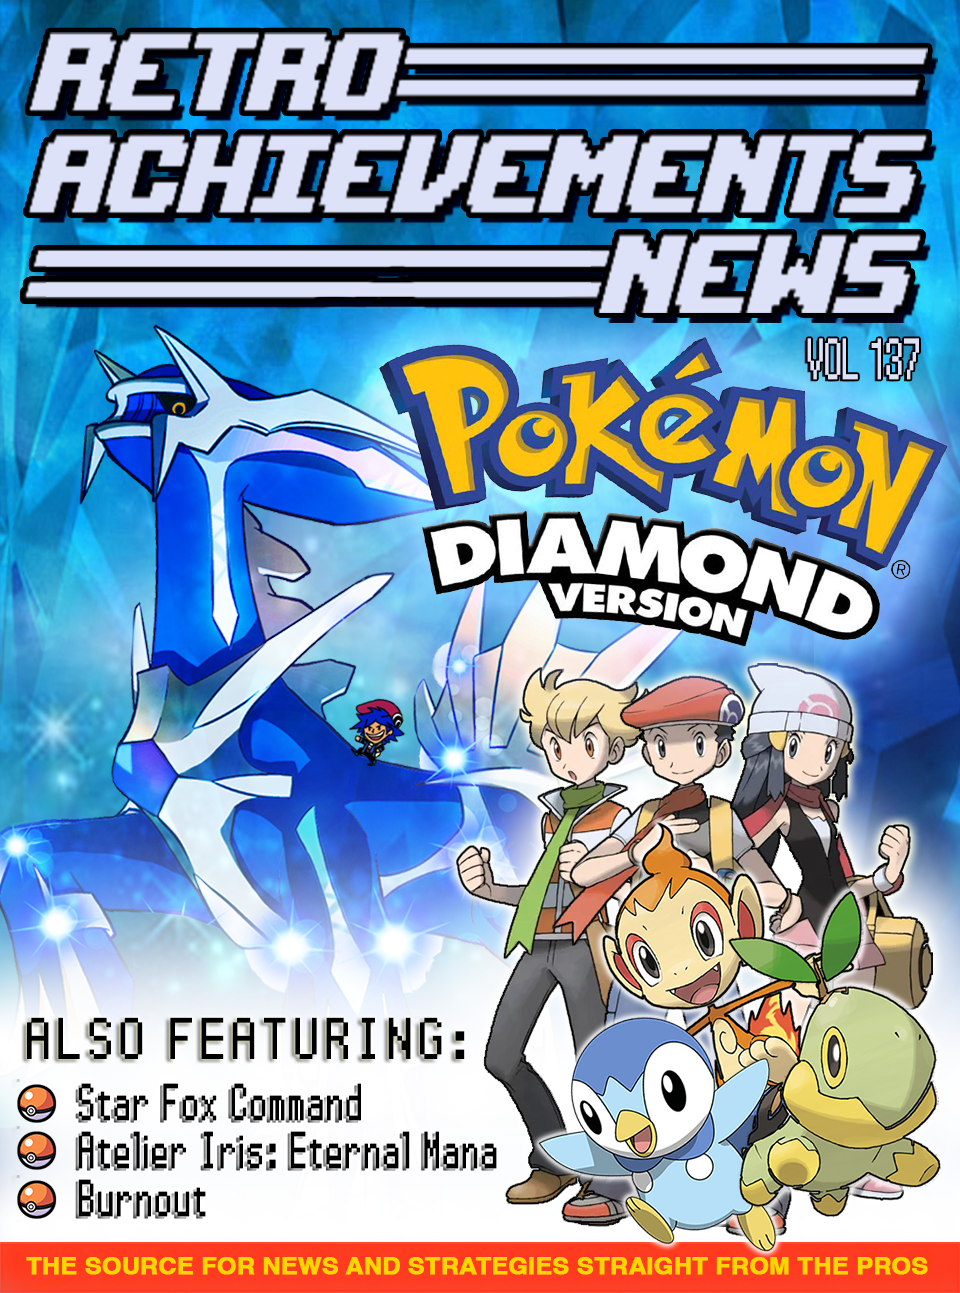 RETRO
ACHIEVEMENTS
NEWS
VOL 137
POKéMON
®
DIAMOND
VERSION
ALSO FEATURING:
Star Fox Command
Atelier Iris: Eternal Mana
Burnout
THE SOURCE FOR NEWS AND STRATEGIES STRAIGHT FROM THE PROS